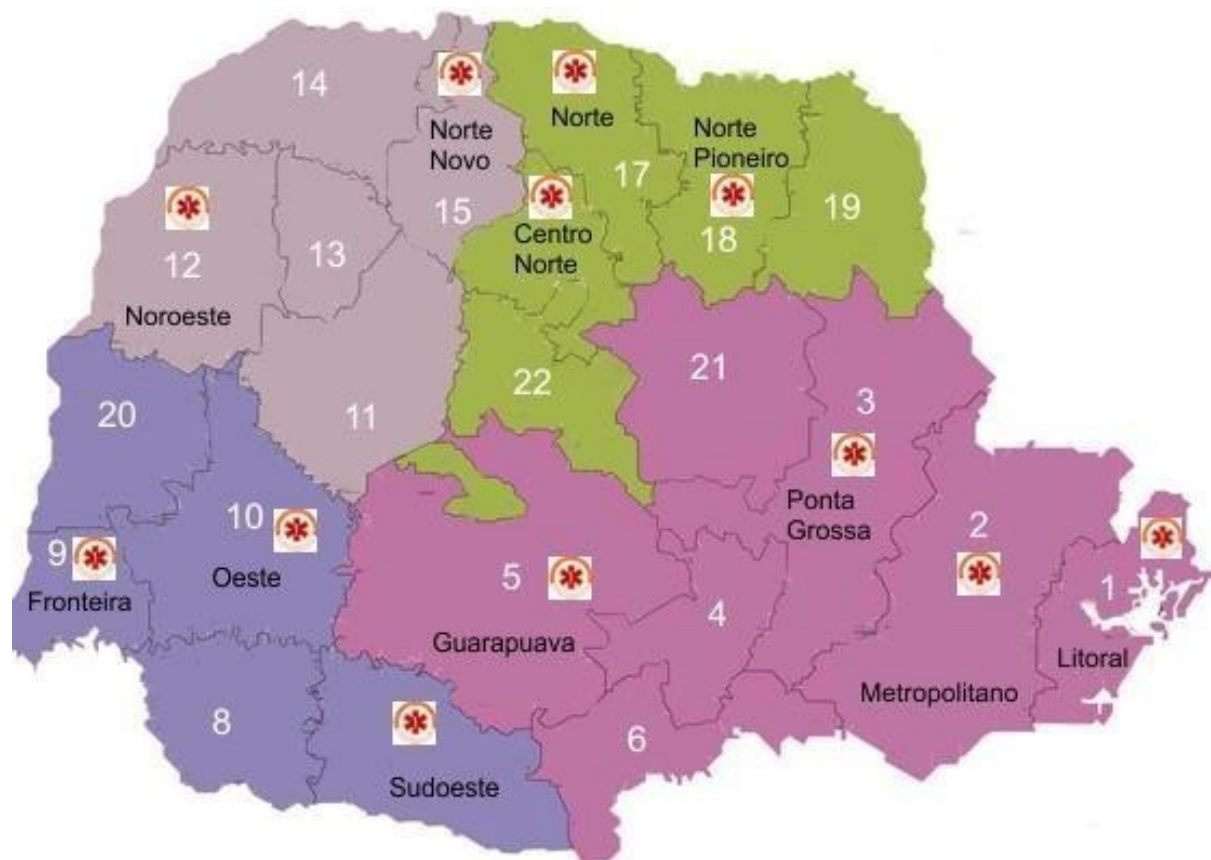 14
Norte
Novo
Norte
Norte
Pioneiro
17
19
15
18
12
13
Centro
Norte
Noroeste
20
11
22
21
3
Ponta
Grossa
10
Oeste
9
Fronteira
5
Guarapuava
4
2
Metropolitano
1
Litoral
8
Sudoeste
6